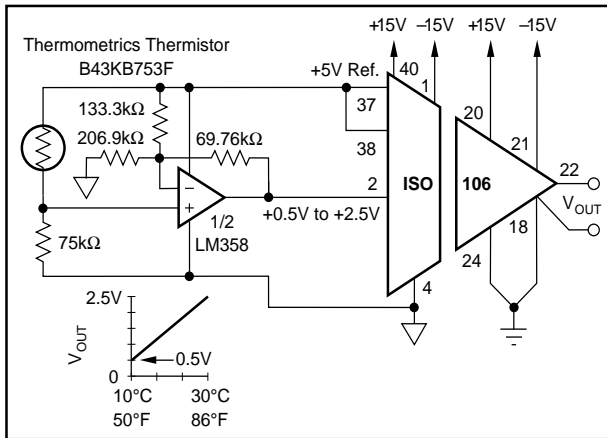 +15V –15V +15V –15V
Thermometrics Thermistor
B43KB753F
+5V Ref.
40
1
133.3kΩ
37
20
206.9kΩ
69.76kΩ
38
21
2
ISO
106
22
–
+
1/2
LM358
+0.5V to +2.5V
VOUT
75kΩ
18
24
4
2.5V
VOUT
0.5V
0
10°C 30°C
50°F 86°F